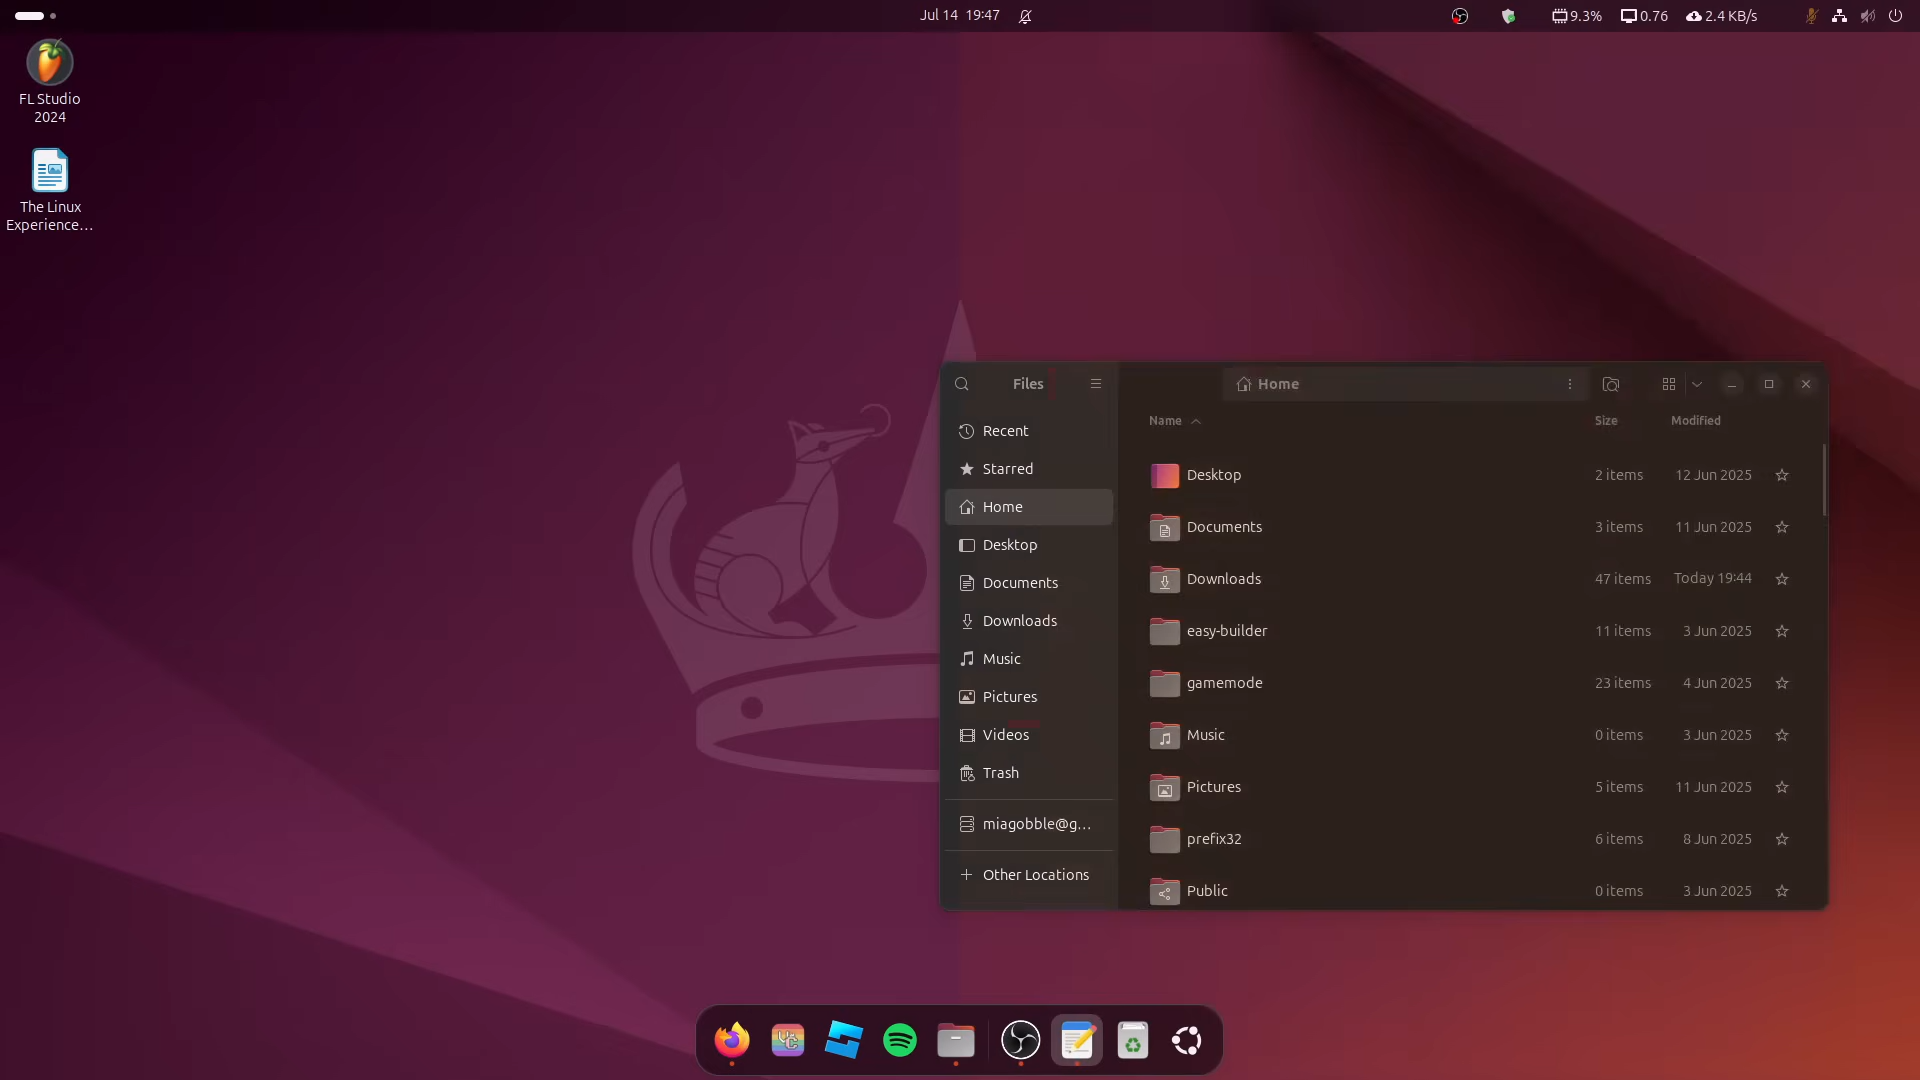 Jul 14 19:47
9.3% 0.76 2.4 KB/s
FL Studio
2024
The Linux
Experience…
Files
Home
Name Size Modified
Recent
Starred
Home
Desktop
Documents
Downloads
Music
Pictures
Videos
Trash
miagobble@g…
Other Locations
Desktop 2 items 12 Jun 2025
Documents 3 items 11 Jun 2025
Downloads 47 items Today 19:44
easy-builder 11 items 3 Jun 2025
gamemode 23 items 4 Jun 2025
Music 0 items 3 Jun 2025
Pictures 5 items 11 Jun 2025
prefix32 6 items 8 Jun 2025
Public 0 items 3 Jun 2025
UC